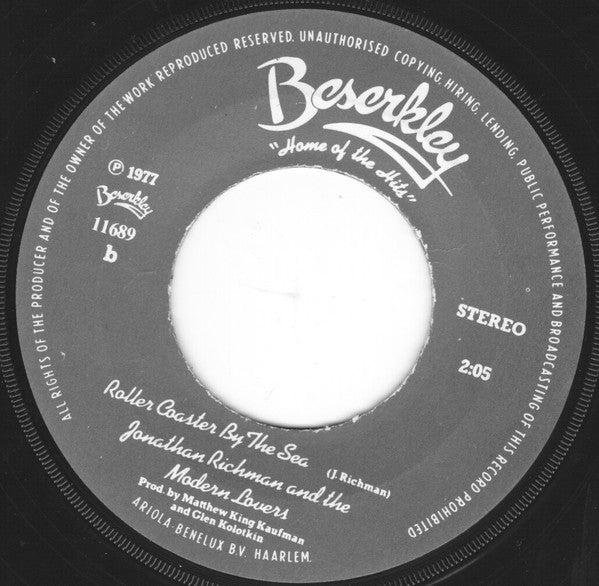 ALL RIGHTS OF THE PRODUCER AND OF THE OWNER OF THE WORK REPRODUCED RESERVED. UNAUTHORISED COPYING, HIRING, LENDING, PUBLIC PERFORMANCE AND BROADCASTING OF THIS RECORD PROHIBITED
Beserkley
"Home of the Hits"
℗ 1977
Beserkley
11689
b
STEREO
2:05
Roller Coaster By The Sea
(J. Richman)
Jonathan Richman and the
Modern Lovers
Prod. by Matthew King Kaufman
and Glen Kolotkin
ARIOLA-BENELUX B.V. HAARLEM.